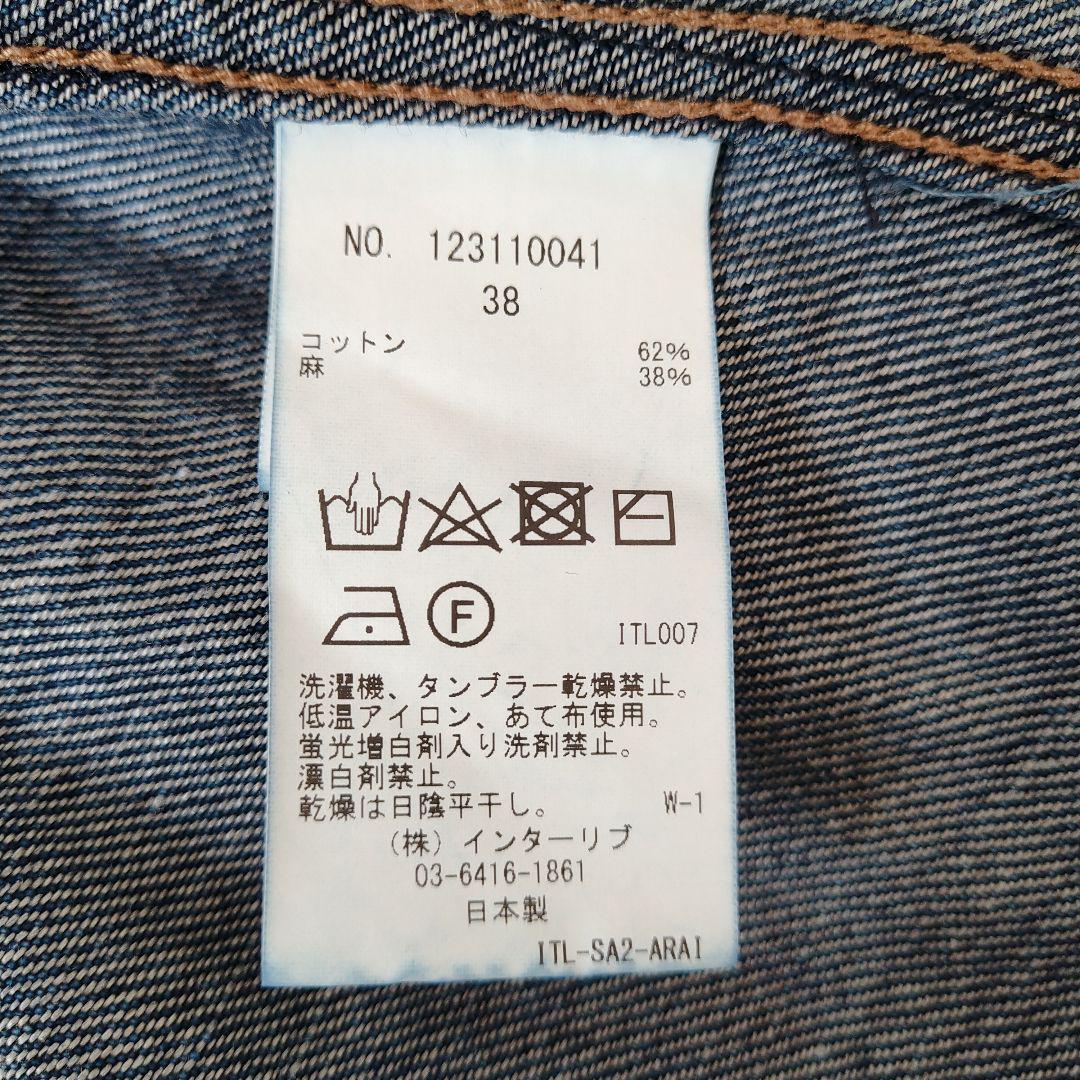 NO. 123110041
38
コットン 62%
麻 38%
F
ITL007
洗濯機、タンブラー乾燥禁止。
低温アイロン、あて布使用。
蛍光増白剤入り洗剤禁止。
漂白剤禁止。
乾燥は日陰平干し。 W-1
(株) インターリブ
03-6416-1861
日本製
ITL-SA2-ARAI